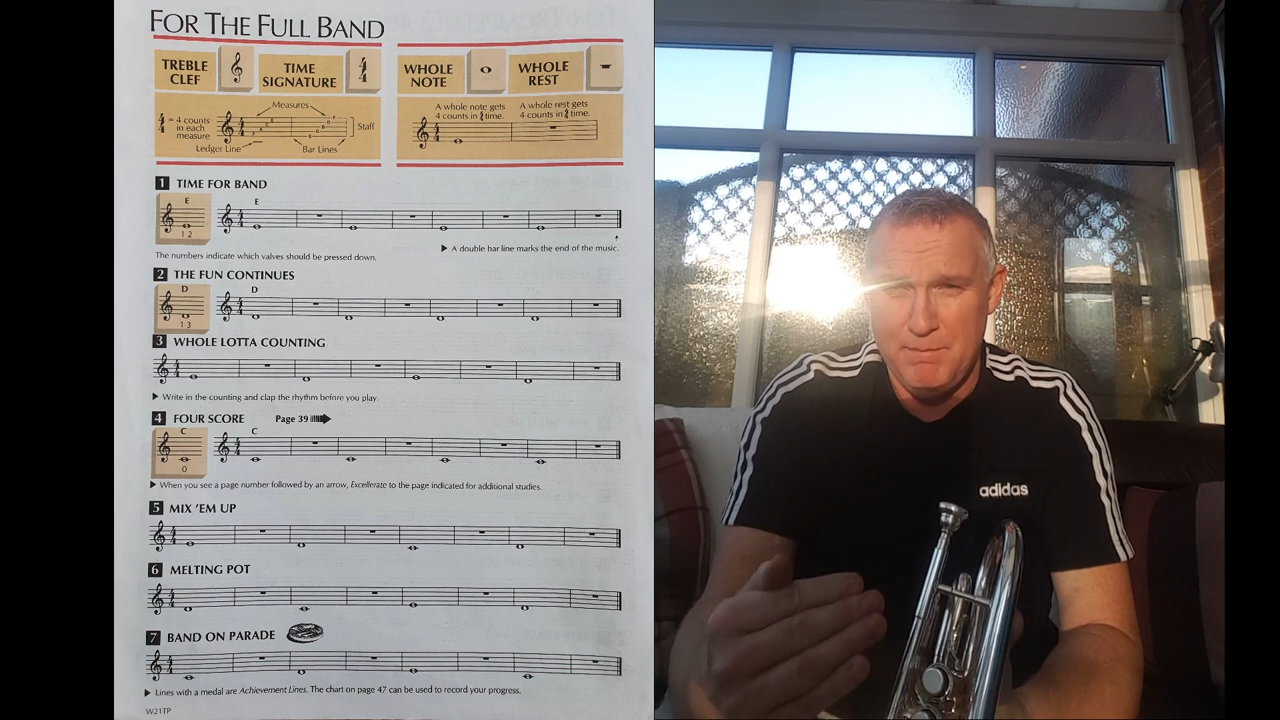 FOR THE FULL BAND
TREBLE CLEF
TIME SIGNATURE
4/4
WHOLE NOTE
WHOLE REST
4/4 = 4 counts in each measure
Measures
Staff
Ledger Line
Bar Lines
A whole note gets 4 counts in 4/4 time.
A whole rest gets 4 counts in 4/4 time.
1 TIME FOR BAND
E
1 2
E
The numbers indicate which valves should be pressed down.
A double bar line marks the end of the music.
2 THE FUN CONTINUES
D
1 3
D
3 WHOLE LOTTA COUNTING
Write in the counting and clap the rhythm before you play.
4 FOUR SCORE Page 39
C
0
C
When you see a page number followed by an arrow, Excellerate to the page indicated for additional studies.
5 MIX 'EM UP
6 MELTING POT
7 BAND ON PARADE
Lines with a medal are Achievement Lines. The chart on page 47 can be used to record your progress.
W21TP
adidas